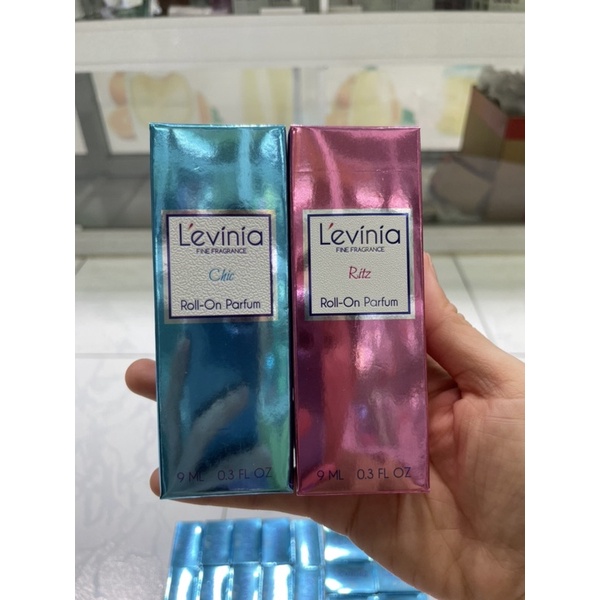 L'evinia
FINE FRAGRANCE
Chic
Roll-On Parfum
9 ML 0.3 FL OZ
L'evinia
FINE FRAGRANCE
Ritz
Roll-On Parfum
9 ML 0.3 FL OZ